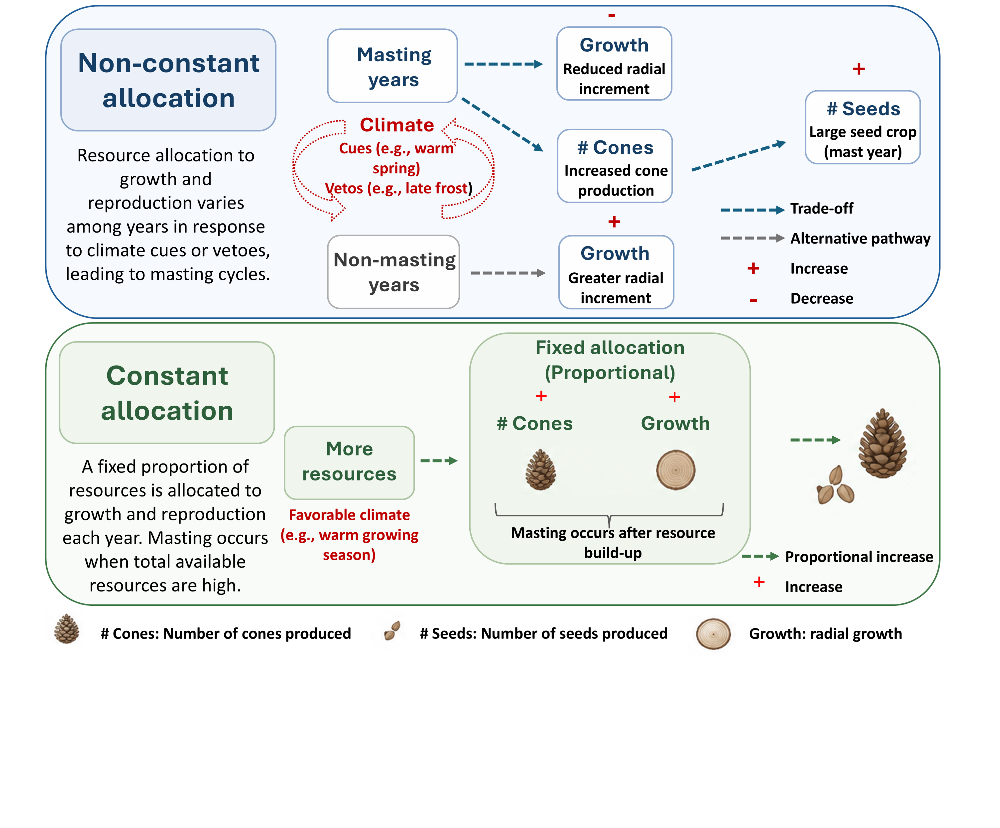 Non-constant
allocation
Resource allocation to
growth and
reproduction varies
among years in response
to climate cues or vetoes,
leading to masting cycles.
Masting
years
Climate
Cues (e.g., warm
spring)
Vetos (e.g., late frost)
Non-masting
years
-
Growth
Reduced radial
increment
# Cones
Increased cone
production
+
Growth
Greater radial
increment
+
# Seeds
Large seed crop
(mast year)
Trade-off
Alternative pathway
+ Increase
- Decrease
Constant
allocation
A fixed proportion of
resources is allocated to
growth and reproduction
each year. Masting occurs
when total available
resources are high.
More
resources
Favorable climate
(e.g., warm growing
season)
Fixed allocation
(Proportional)
+ +
# Cones Growth
Masting occurs after resource
build-up
Proportional increase
+ Increase
# Cones: Number of cones produced
# Seeds: Number of seeds produced
Growth: radial growth